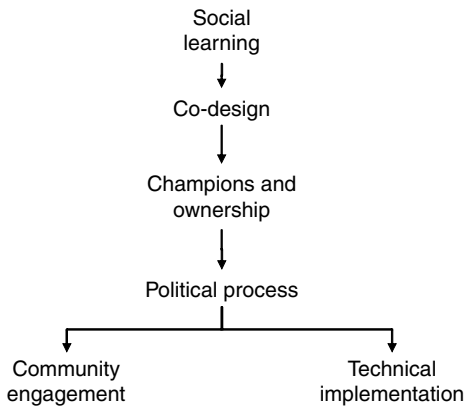 Social
learning
Co-design
Champions and
ownership
Political process
Community
engagement
Technical
implementation